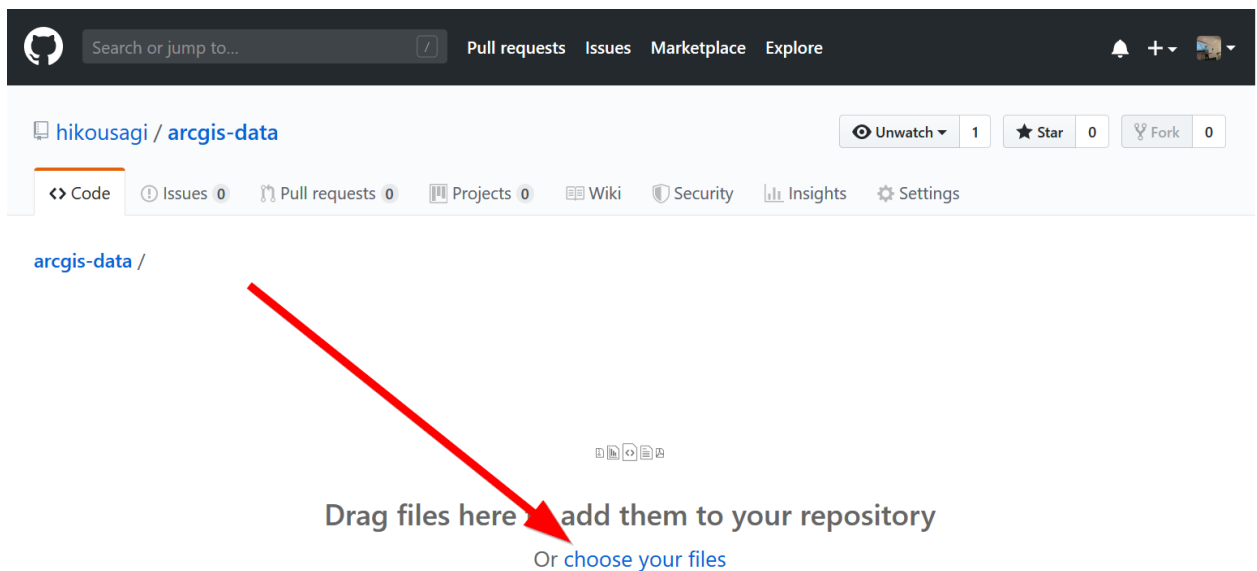 Search or jump to... / Pull requests Issues Marketplace Explore
hikousagi / arcgis-data Unwatch 1 Star 0 Fork 0
Code Issues 0 Pull requests 0 Projects 0 Wiki Security Insights Settings
arcgis-data /
Drag files here add them to your repository
Or choose your files